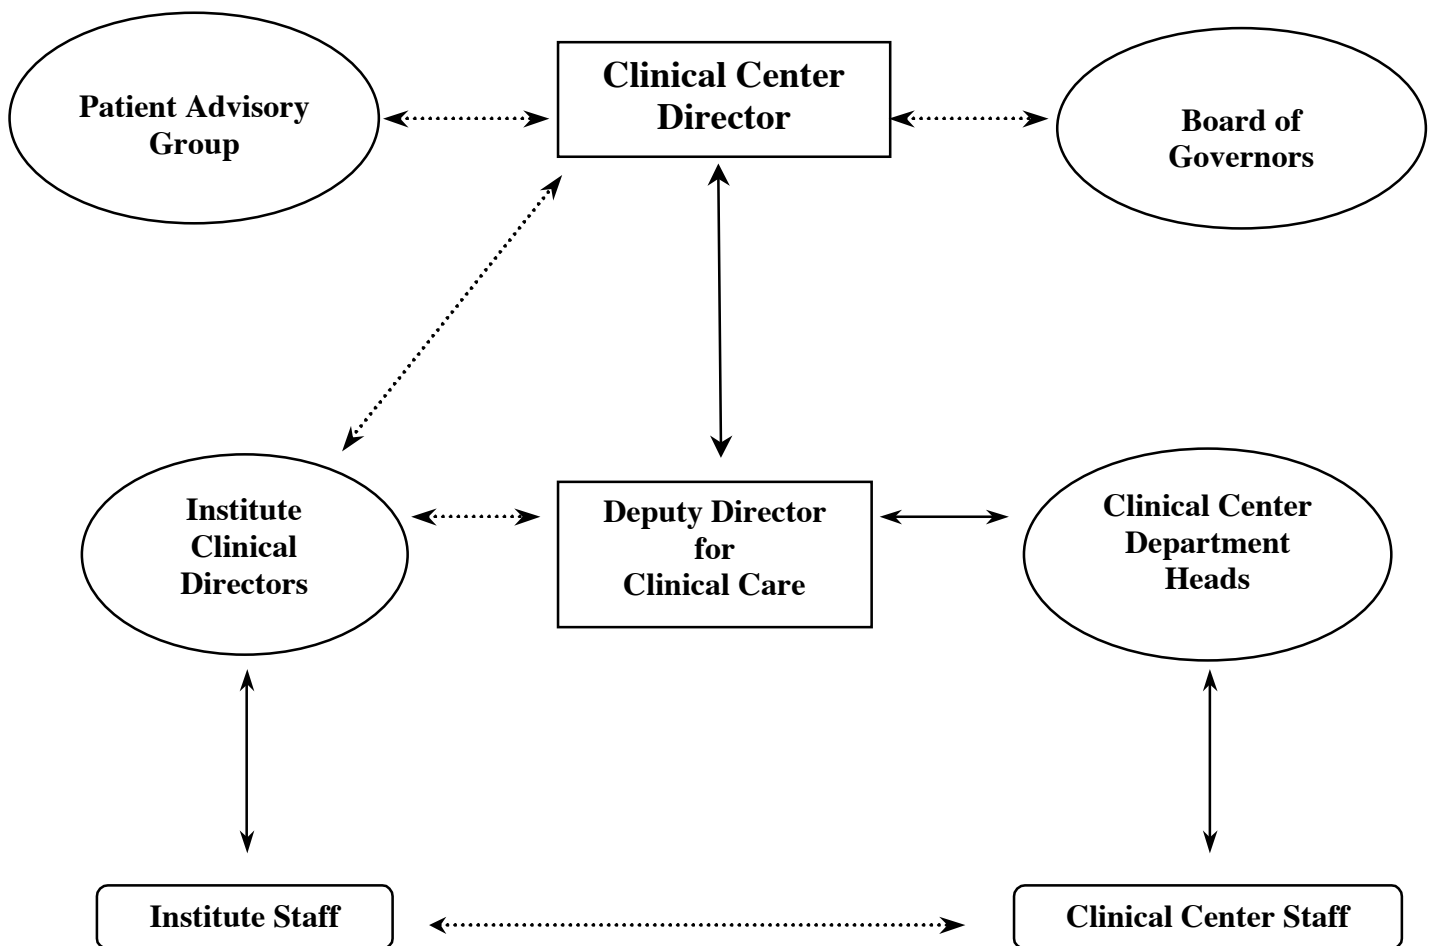 Patient Advisory
Group
Clinical Center
Director
Board of
Governors
Institute
Clinical
Directors
Deputy Director
for
Clinical Care
Clinical Center
Department
Heads
Institute Staff
Clinical Center Staff